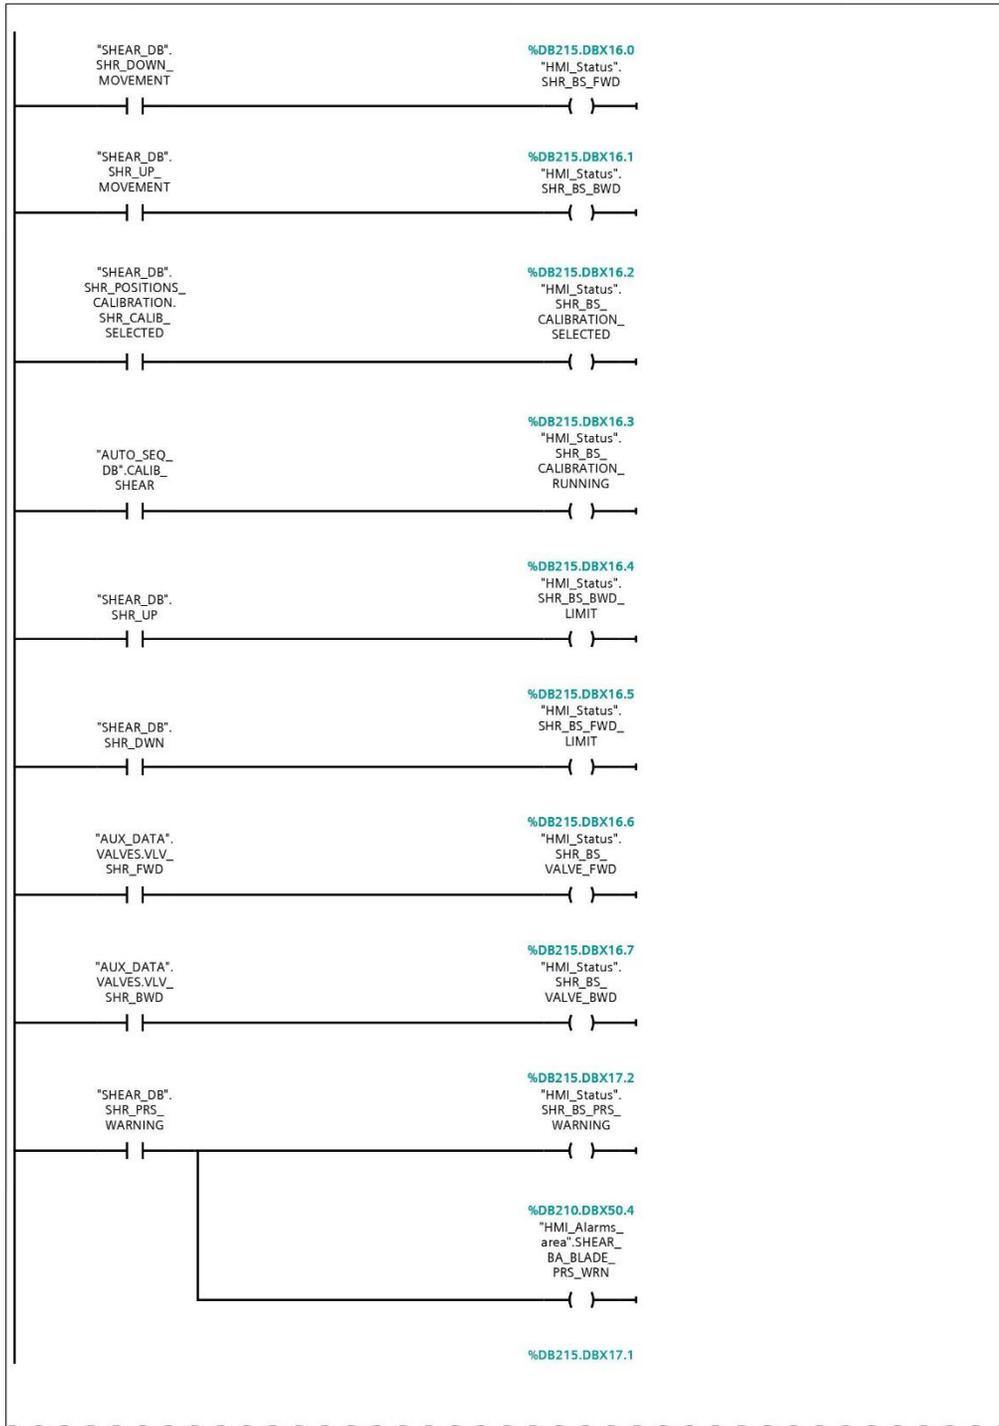 "SHEAR_DB".
SHR_DOWN_
MOVEMENT
%DB215.DBX16.0
"HMI_Status".
SHR_BS_FWD
"SHEAR_DB".
SHR_UP_
MOVEMENT
%DB215.DBX16.1
"HMI_Status".
SHR_BS_BWD
"SHEAR_DB".
SHR_POSITIONS_
CALIBRATION.
SHR_CALIB_
SELECTED
%DB215.DBX16.2
"HMI_Status".
SHR_BS_
CALIBRATION_
SELECTED
"AUTO_SEQ_
DB".CALIB_
SHEAR
%DB215.DBX16.3
"HMI_Status".
SHR_BS_
CALIBRATION_
RUNNING
"SHEAR_DB".
SHR_UP
%DB215.DBX16.4
"HMI_Status".
SHR_BS_BWD_
LIMIT
"SHEAR_DB".
SHR_DWN
%DB215.DBX16.5
"HMI_Status".
SHR_BS_FWD_
LIMIT
"AUX_DATA".
VALVES.VLV_
SHR_FWD
%DB215.DBX16.6
"HMI_Status".
SHR_BS_
VALVE_FWD
"AUX_DATA".
VALVES.VLV_
SHR_BWD
%DB215.DBX16.7
"HMI_Status".
SHR_BS_
VALVE_BWD
"SHEAR_DB".
SHR_PRS_
WARNING
%DB215.DBX17.2
"HMI_Status".
SHR_BS_PRS_
WARNING
%DB210.DBX50.4
"HMI_Alarms_
area".SHEAR_
BA_BLADE_
PRS_WRN
%DB215.DBX17.1